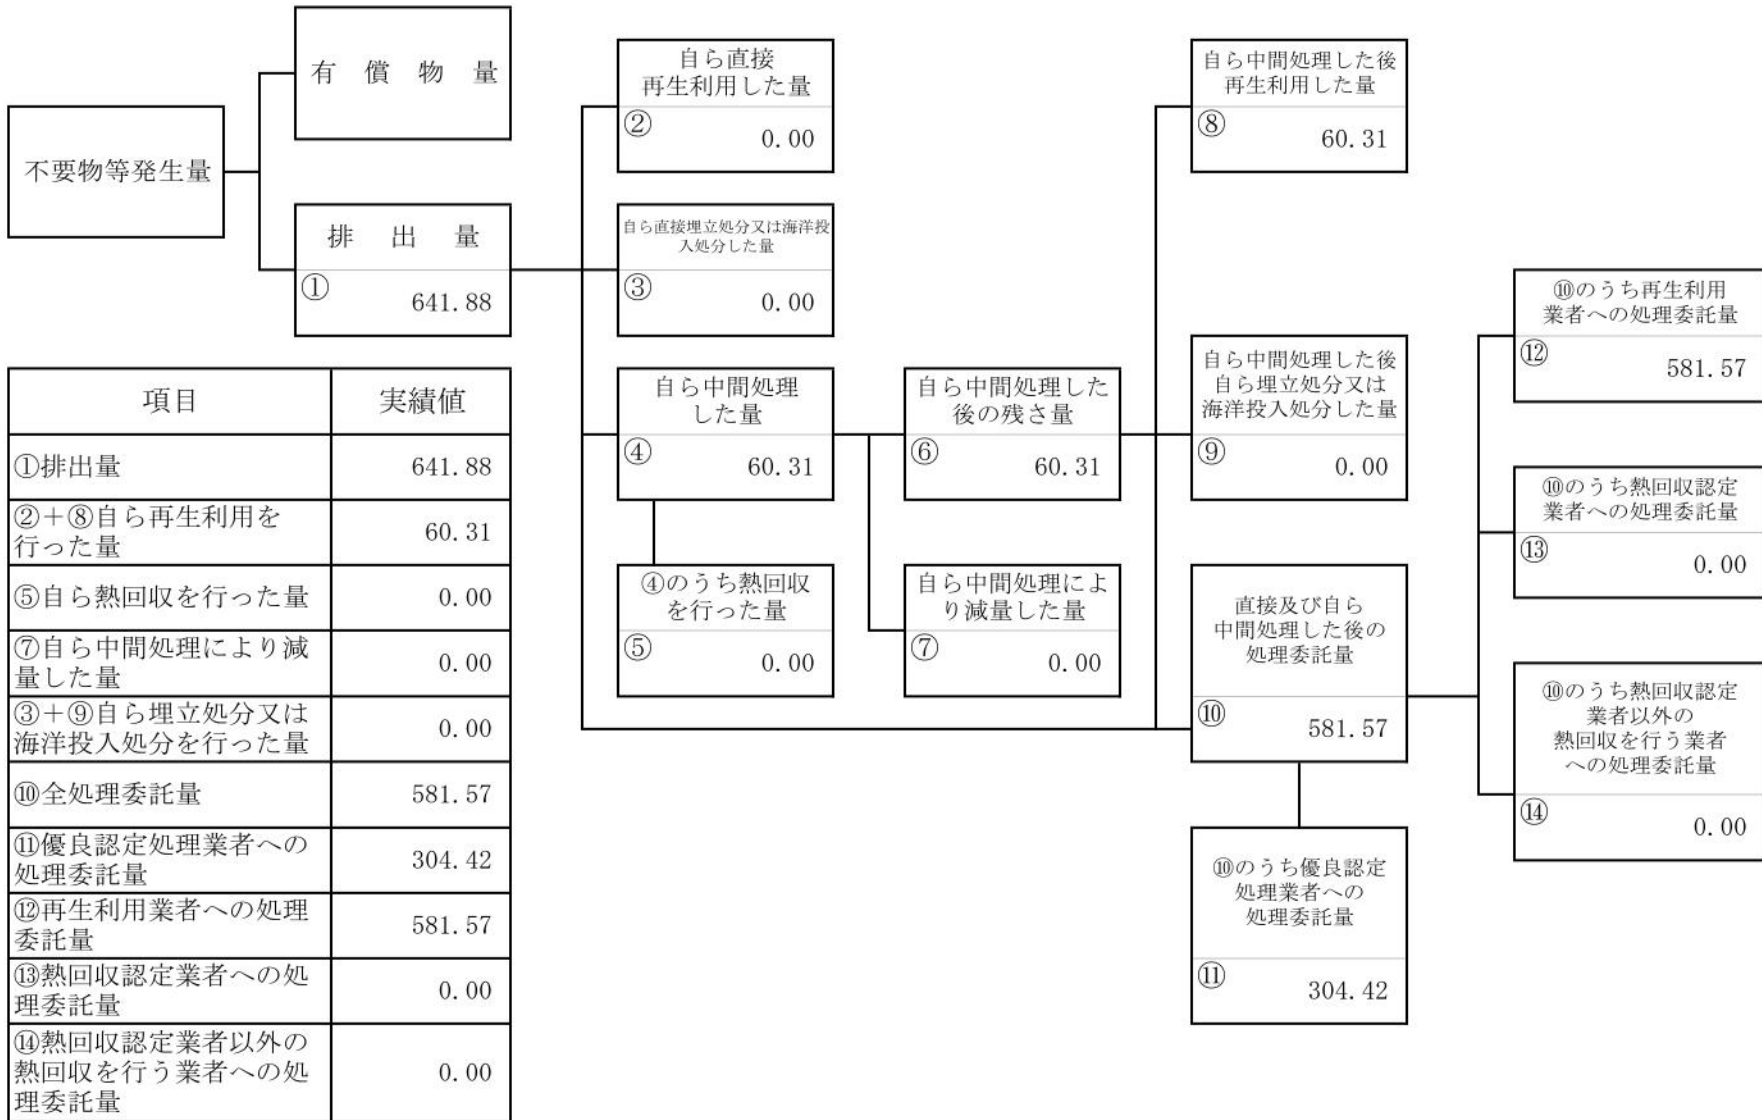 有　償　物　量
不要物等発生量
排　出　量
①
641.88
自ら直接
再生利用した量
②
0.00
自ら直接埋立処分又は海洋投
入処分した量
③
0.00
自ら中間処理
した量
④
60.31
④のうち熱回収
を行った量
⑤
0.00
自ら中間処理した
後の残さ量
⑥
60.31
自ら中間処理によ
り減量した量
⑦
0.00
自ら中間処理した後
再生利用した量
⑧
60.31
自ら中間処理した後
自ら埋立処分又は
海洋投入処分した量
⑨
0.00
直接及び自ら
中間処理した後の
処理委託量
⑩
581.57
⑩のうち優良認定
処理業者への
処理委託量
⑪
304.42
⑩のうち再生利用
業者への処理委託量
⑫
581.57
⑩のうち熱回収認定
業者への処理委託量
⑬
0.00
⑩のうち熱回収認定
業者以外の
熱回収を行う業者
への処理委託量
⑭
0.00
項目 実績値
①排出量 641.88
②＋⑧自ら再生利用を
行った量 60.31
⑤自ら熱回収を行った量 0.00
⑦自ら中間処理により減
量した量 0.00
③＋⑨自ら埋立処分又は
海洋投入処分を行った量 0.00
⑩全処理委託量 581.57
⑪優良認定処理業者への
処理委託量 304.42
⑫再生利用業者への処理
委託量 581.57
⑬熱回収認定業者への処
理委託量 0.00
⑭熱回収認定業者以外の
熱回収を行う業者への処
理委託量 0.00